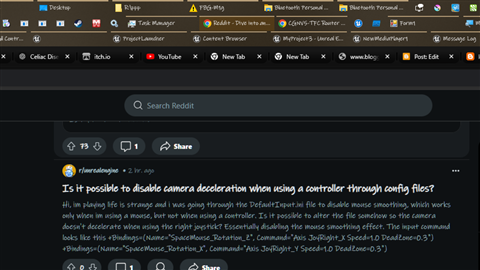 Desktop
FBG-Mtg
Bluetooth Personal ...
Bluetooth Personal ...
Task Manager
Reddit - Dive into an...
Router ...
Form1
ProjectLauncher
Content Browser
MyProject3 - Unreal E...
NewMediaPlayer1
Message Log
Celiac Dise
itch.io
YouTube
New Tab
New Tab
www.blog
Post: Edit
Search Reddit
73
1
Share
r/unrealengine • 2 hr. ago
Is it possible to disable camera deceleration when using a controller through config files?
Hi, im playing life is strange and i was going through the DefaultInput.ini file to disable mouse smoothing, which works
only when im using a mouse, but not when using a controller. Is it possible to alter the file somehow so the camera
doesn't decelerate when using the right joystick? Essentially disabling the mouse smoothing effect. The input command
looks like this +Bindings=(Name="SpaceMouse_Rotation_Z", Command="Axis JoyRight_X Speed=1.0 DeadZone=0.3")
+Bindings=(Name="SpaceMouse_Rotation_X", Command="Axis JoyRight_Y Speed=1.0 DeadZone=0.3")
0
1
Share